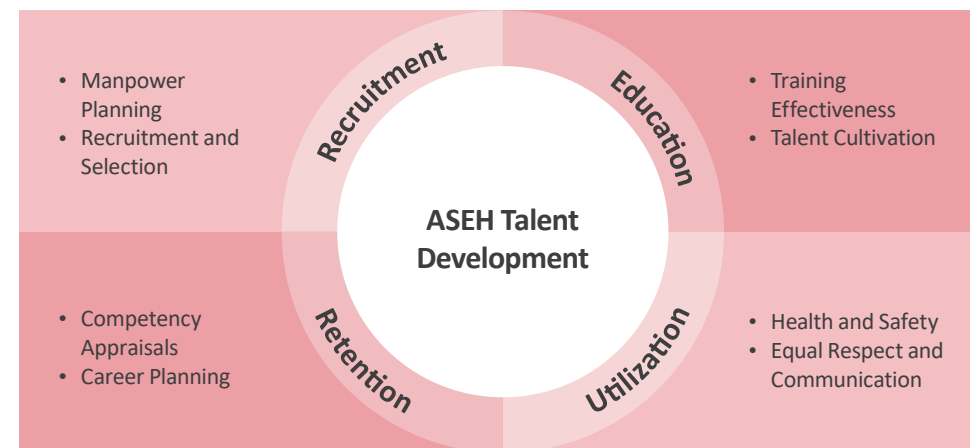 • Manpower
Planning
• Recruitment and
Selection
Recruitment
Education
• Training
Effectiveness
• Talent Cultivation
ASEH Talent
Development
• Competency
Appraisals
• Career Planning
Retention
Utilization
• Health and Safety
• Equal Respect and
Communication